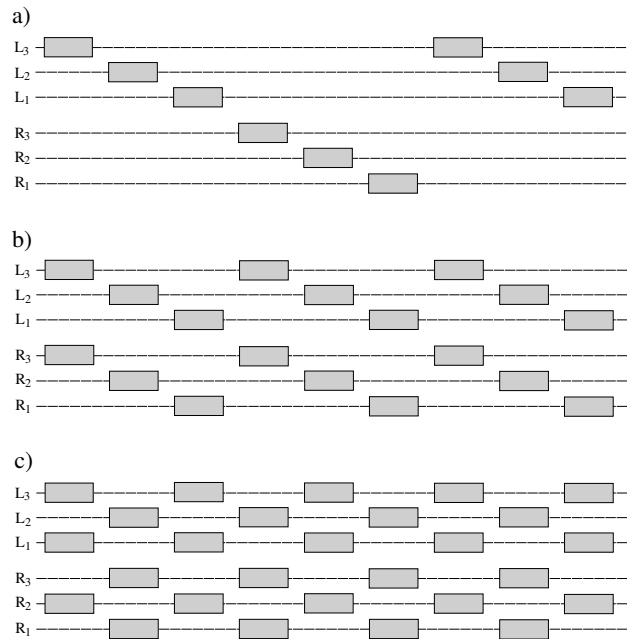 a)
L₃
L₂
L₁
R₃
R₂
R₁
b)
L₃
L₂
L₁
R₃
R₂
R₁
c)
L₃
L₂
L₁
R₃
R₂
R₁